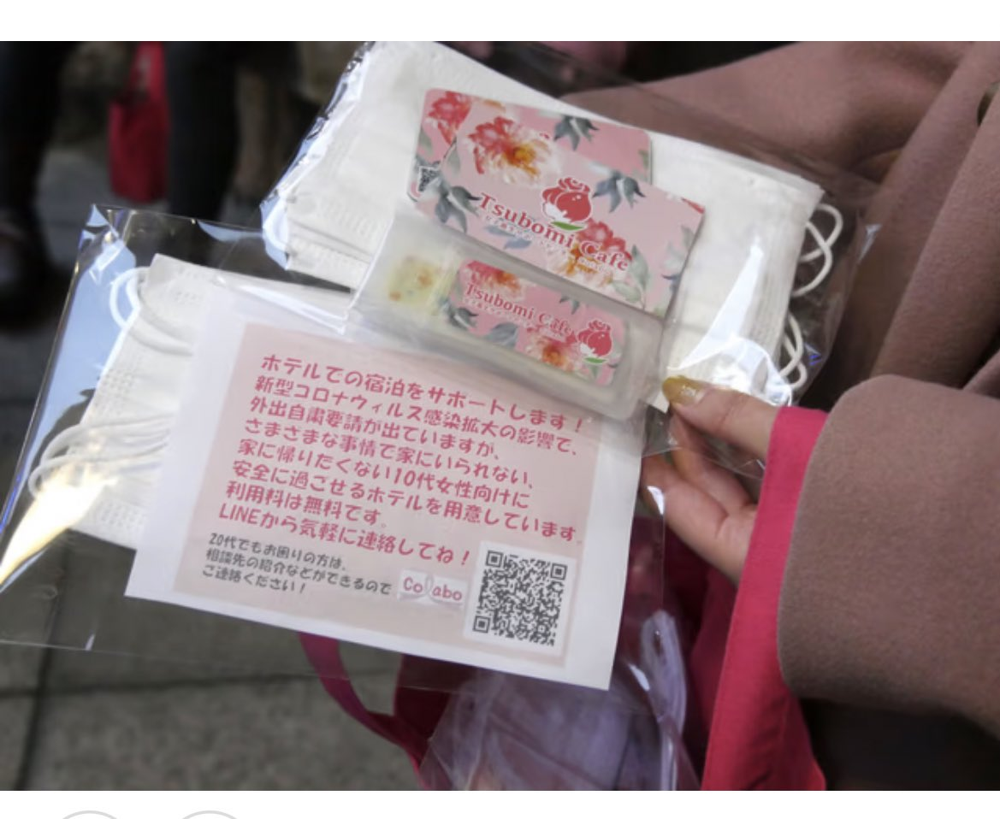 Tsubomi Cafe
Tsubomi Cafe
ホテルでの宿泊をサポートします！
新型コロナウィルス感染拡大の影響で、
外出自粛要請が出ていますが、
さまざまな事情で家にいられない、
家に帰りたくない10代女性向けに
安全に過ごせるホテルを用意しています。
利用料は無料です。
LINEから気軽に連絡してね！
20代でもお困りの方は、
相談先の紹介などができるので
ご連絡ください！
Colabo